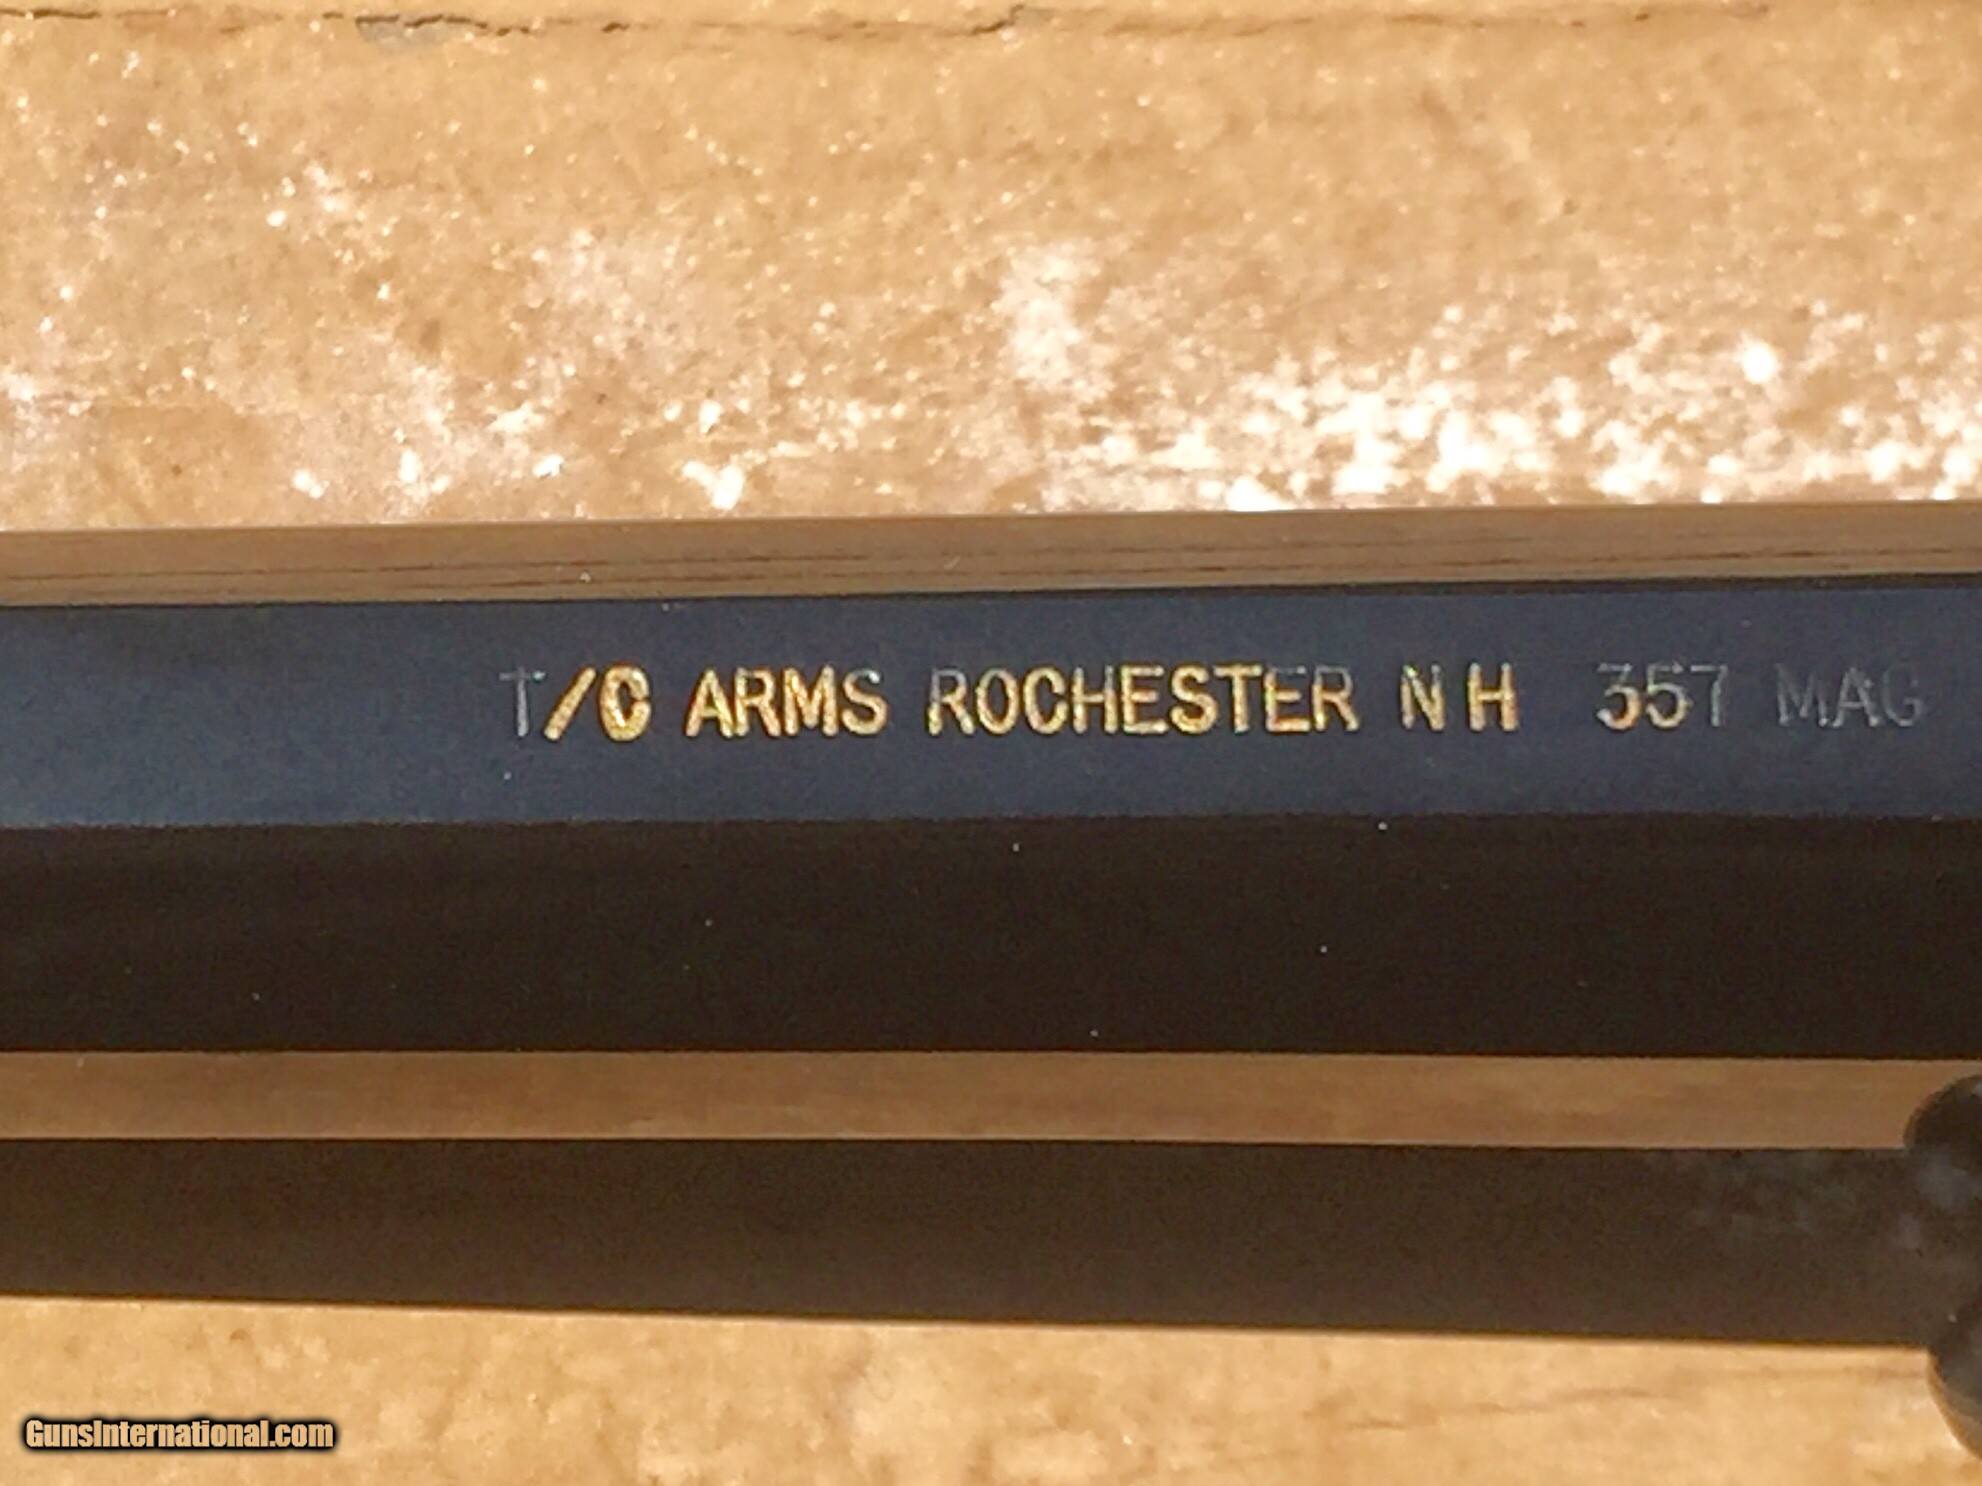 T/C ARMS ROCHESTER N H 357 MAG
GunsInternational.com